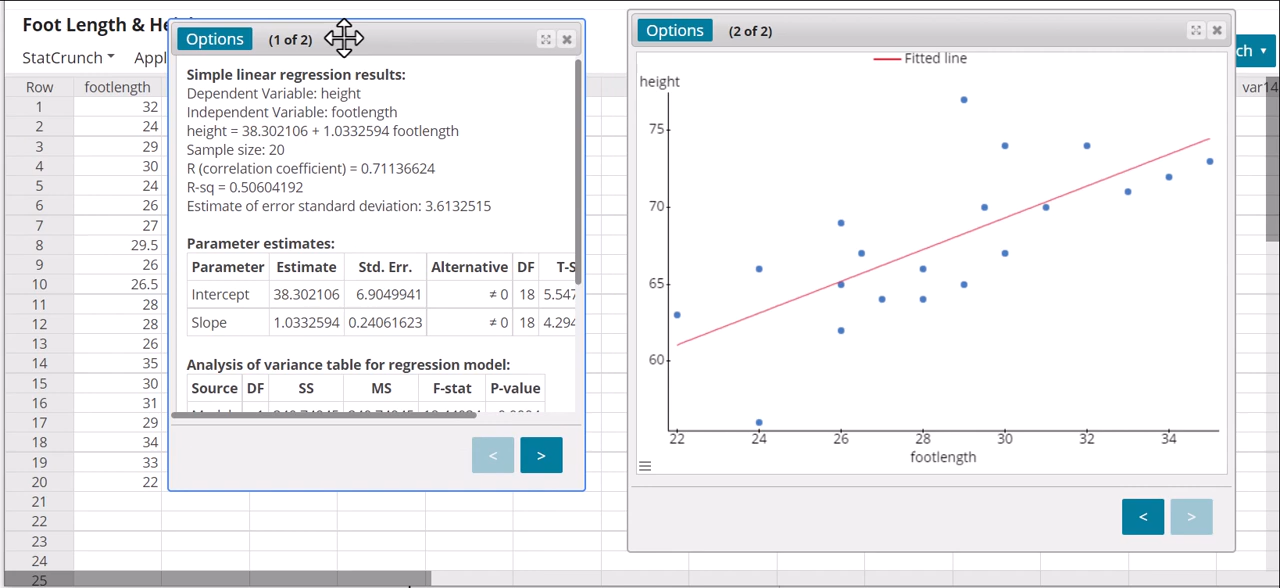 Foot Length & He
StatCrunch Appl
Row footlength
1 32
2 24
3 29
4 30
5 24
6 26
7 27
8 29.5
9 26
10 26.5
11 28
12 28
13 26
14 35
15 30
16 31
17 29
18 34
19 33
20 22
21
22
23
24
25
Options (1 of 2)
Simple linear regression results:
Dependent Variable: height
Independent Variable: footlength
height = 38.302106 + 1.0332594 footlength
Sample size: 20
R (correlation coefficient) = 0.71136624
R-sq = 0.50604192
Estimate of error standard deviation: 3.6132515
Parameter estimates:
Parameter Estimate Std. Err. Alternative DF T-S
Intercept 38.302106 6.9049941 ≠ 0 18 5.547
Slope 1.0332594 0.24061623 ≠ 0 18 4.294
Analysis of variance table for regression model:
Source DF SS MS F-stat P-value
< >
Options (2 of 2)
Fitted line
height
75
70
65
60
22 24 26 28 30 32 34
footlength
< >
ch
var14